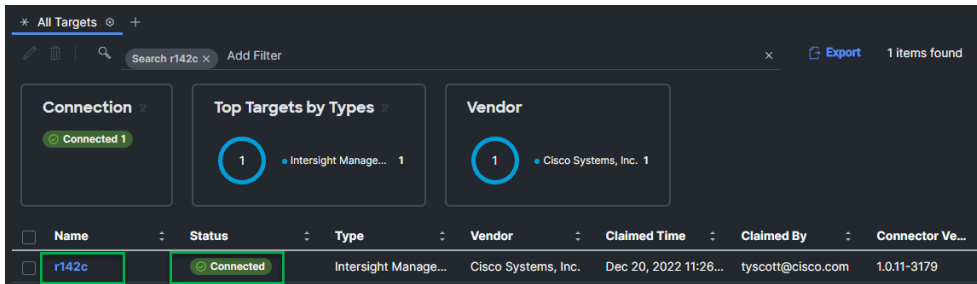 All Targets
Search r142c × Add Filter × Export 1 items found
Connection
Connected 1
Top Targets by Types
1 Intersight Manage... 1
Vendor
1 Cisco Systems, Inc. 1
Name Status Type Vendor Claimed Time Claimed By Connector Ve...
r142c Connected Intersight Manage... Cisco Systems, Inc. Dec 20, 2022 11:26... tyscott@cisco.com 1.0.11-3179